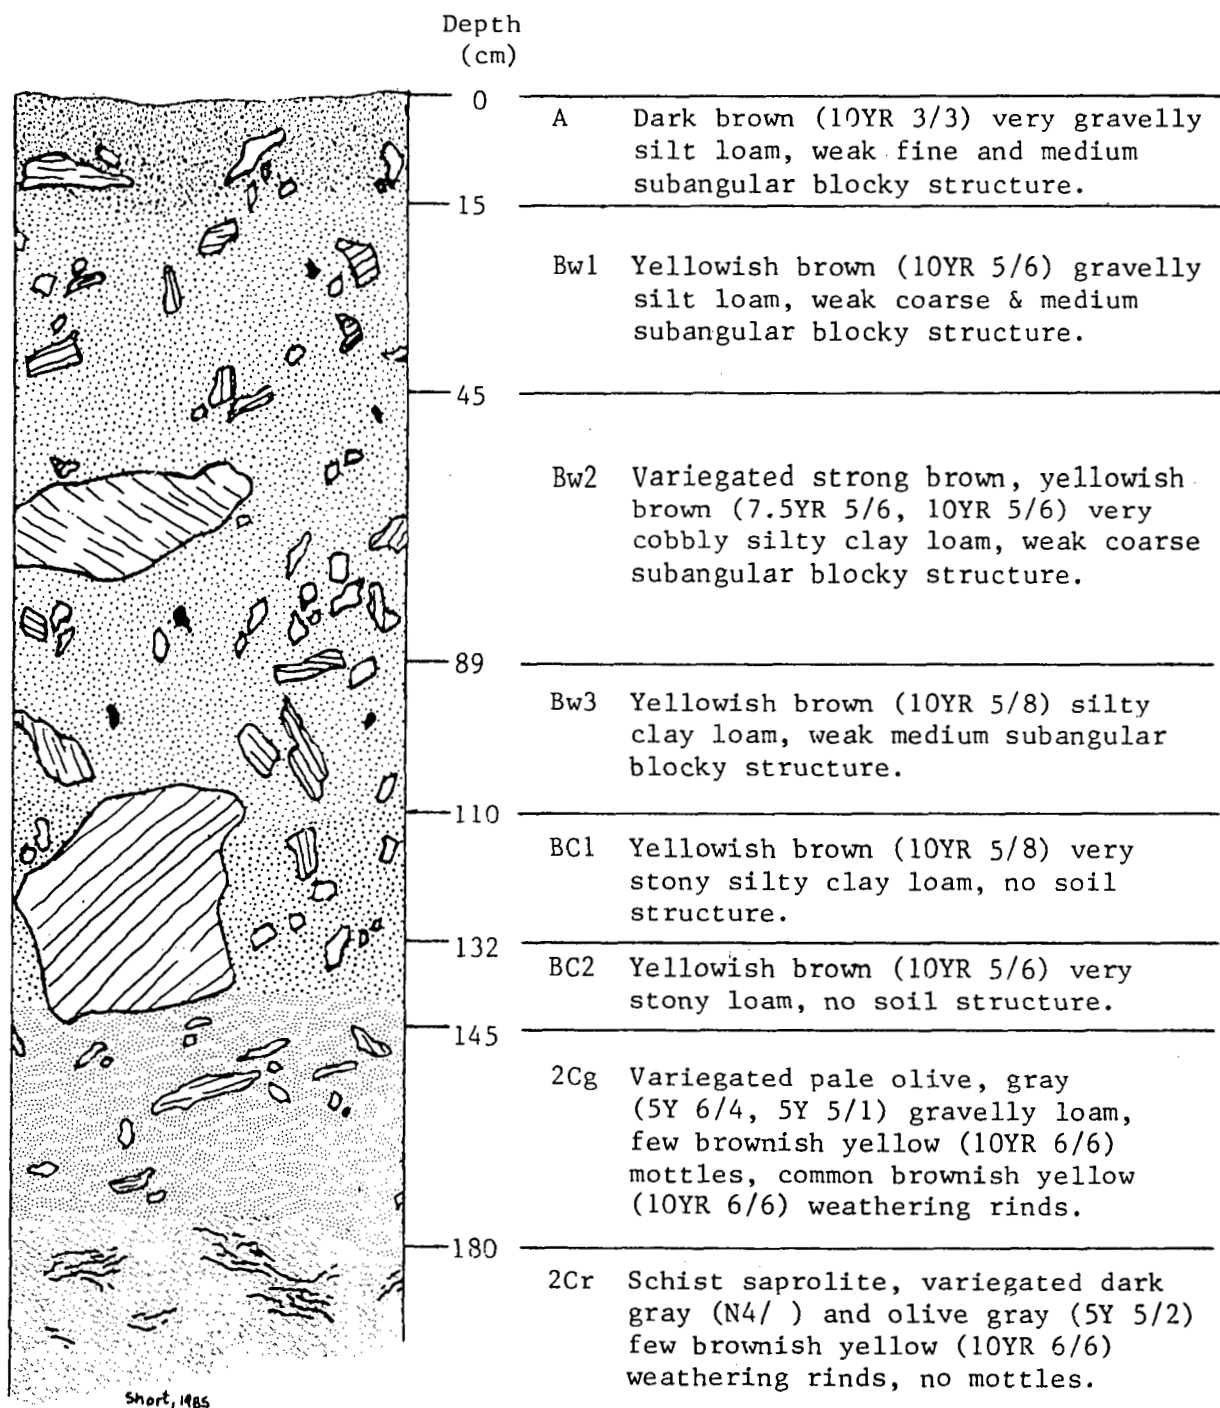 Depth
(cm)
0
A Dark brown (10YR 3/3) very gravelly
silt loam, weak fine and medium
subangular blocky structure.
15
Bw1 Yellowish brown (10YR 5/6) gravelly
silt loam, weak coarse & medium
subangular blocky structure.
45
Bw2 Variegated strong brown, yellowish
brown (7.5YR 5/6, 10YR 5/6) very
cobbly silty clay loam, weak coarse
subangular blocky structure.
89
Bw3 Yellowish brown (10YR 5/8) silty
clay loam, weak medium subangular
blocky structure.
110
BC1 Yellowish brown (10YR 5/8) very
stony silty clay loam, no soil
structure.
132
BC2 Yellowish brown (10YR 5/6) very
stony loam, no soil structure.
145
2Cg Variegated pale olive, gray
(5Y 6/4, 5Y 5/1) gravelly loam,
few brownish yellow (10YR 6/6)
mottles, common brownish yellow
(10YR 6/6) weathering rinds.
180
2Cr Schist saprolite, variegated dark
gray (N4/ ) and olive gray (5Y 5/2)
few brownish yellow (10YR 6/6)
weathering rinds, no mottles.
Short, 1985